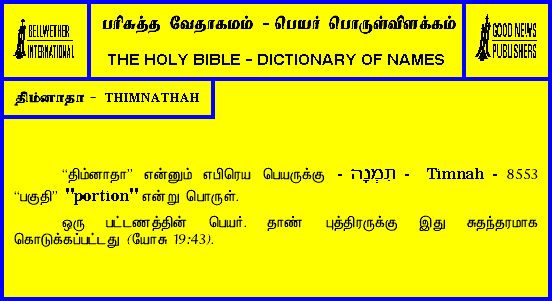 BELLWETHER
INTERNATIONAL
பரிசுத்த வேதாகமம் - பெயர் பொருள்விளக்கம்
THE HOLY BIBLE - DICTIONARY OF NAMES
GOOD NEWS
PUBLISHERS
திம்னாதா - THIMNATHAH
“திம்னாதா” என்னும் எபிரெய பெயருக்கு - תִּמְנָה - Timnah - 8553
“பகுதி” "portion" என்று பொருள்.
ஒரு பட்டணத்தின் பெயர். தாண் புத்திரருக்கு இது சுதந்தரமாக
கொடுக்கப்பட்டது (யோசு 19:43).